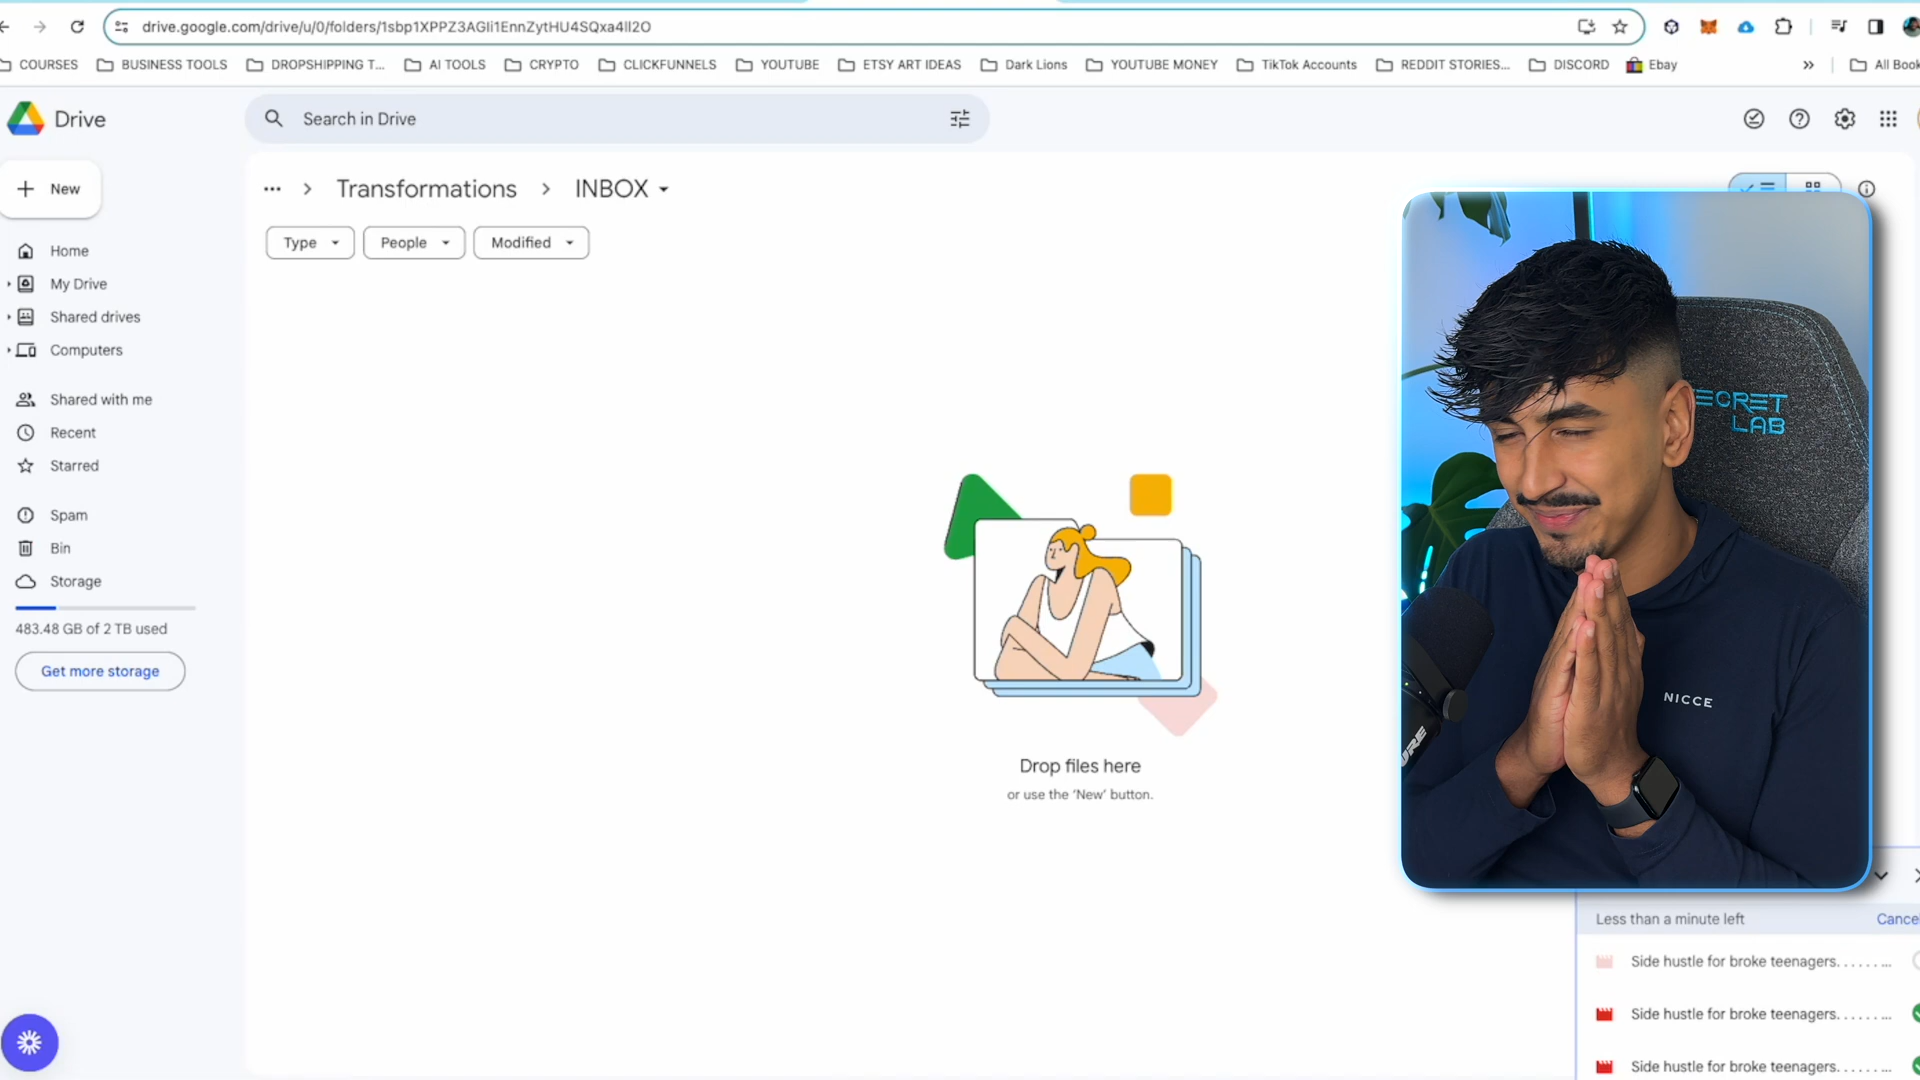 drive.google.com/drive/u/0/folders/1sbp1XPPZ3AGIi1EnnZytHU4SQxa4II2O
COURSES BUSINESS TOOLS DROPSHIPPING T... AI TOOLS CRYPTO CLICKFUNNELS YOUTUBE ETSY ART IDEAS Dark Lions YOUTUBE MONEY TikTok Accounts REDDIT STORIES... DISCORD Ebay » All Book
Drive
Search in Drive
New
Transformations INBOX
Type People Modified
Home
My Drive
Shared drives
Computers
Shared with me
Recent
Starred
Spam
Bin
Storage
483.48 GB of 2 TB used
Get more storage
Drop files here
or use the 'New' button.
ECRET
LAB
NICCE
URE
Less than a minute left Cance
Side hustle for broke teenagers. . . . . . ...
Side hustle for broke teenagers. . . . . . ...
Side hustle for broke teenagers. . . . . . ...